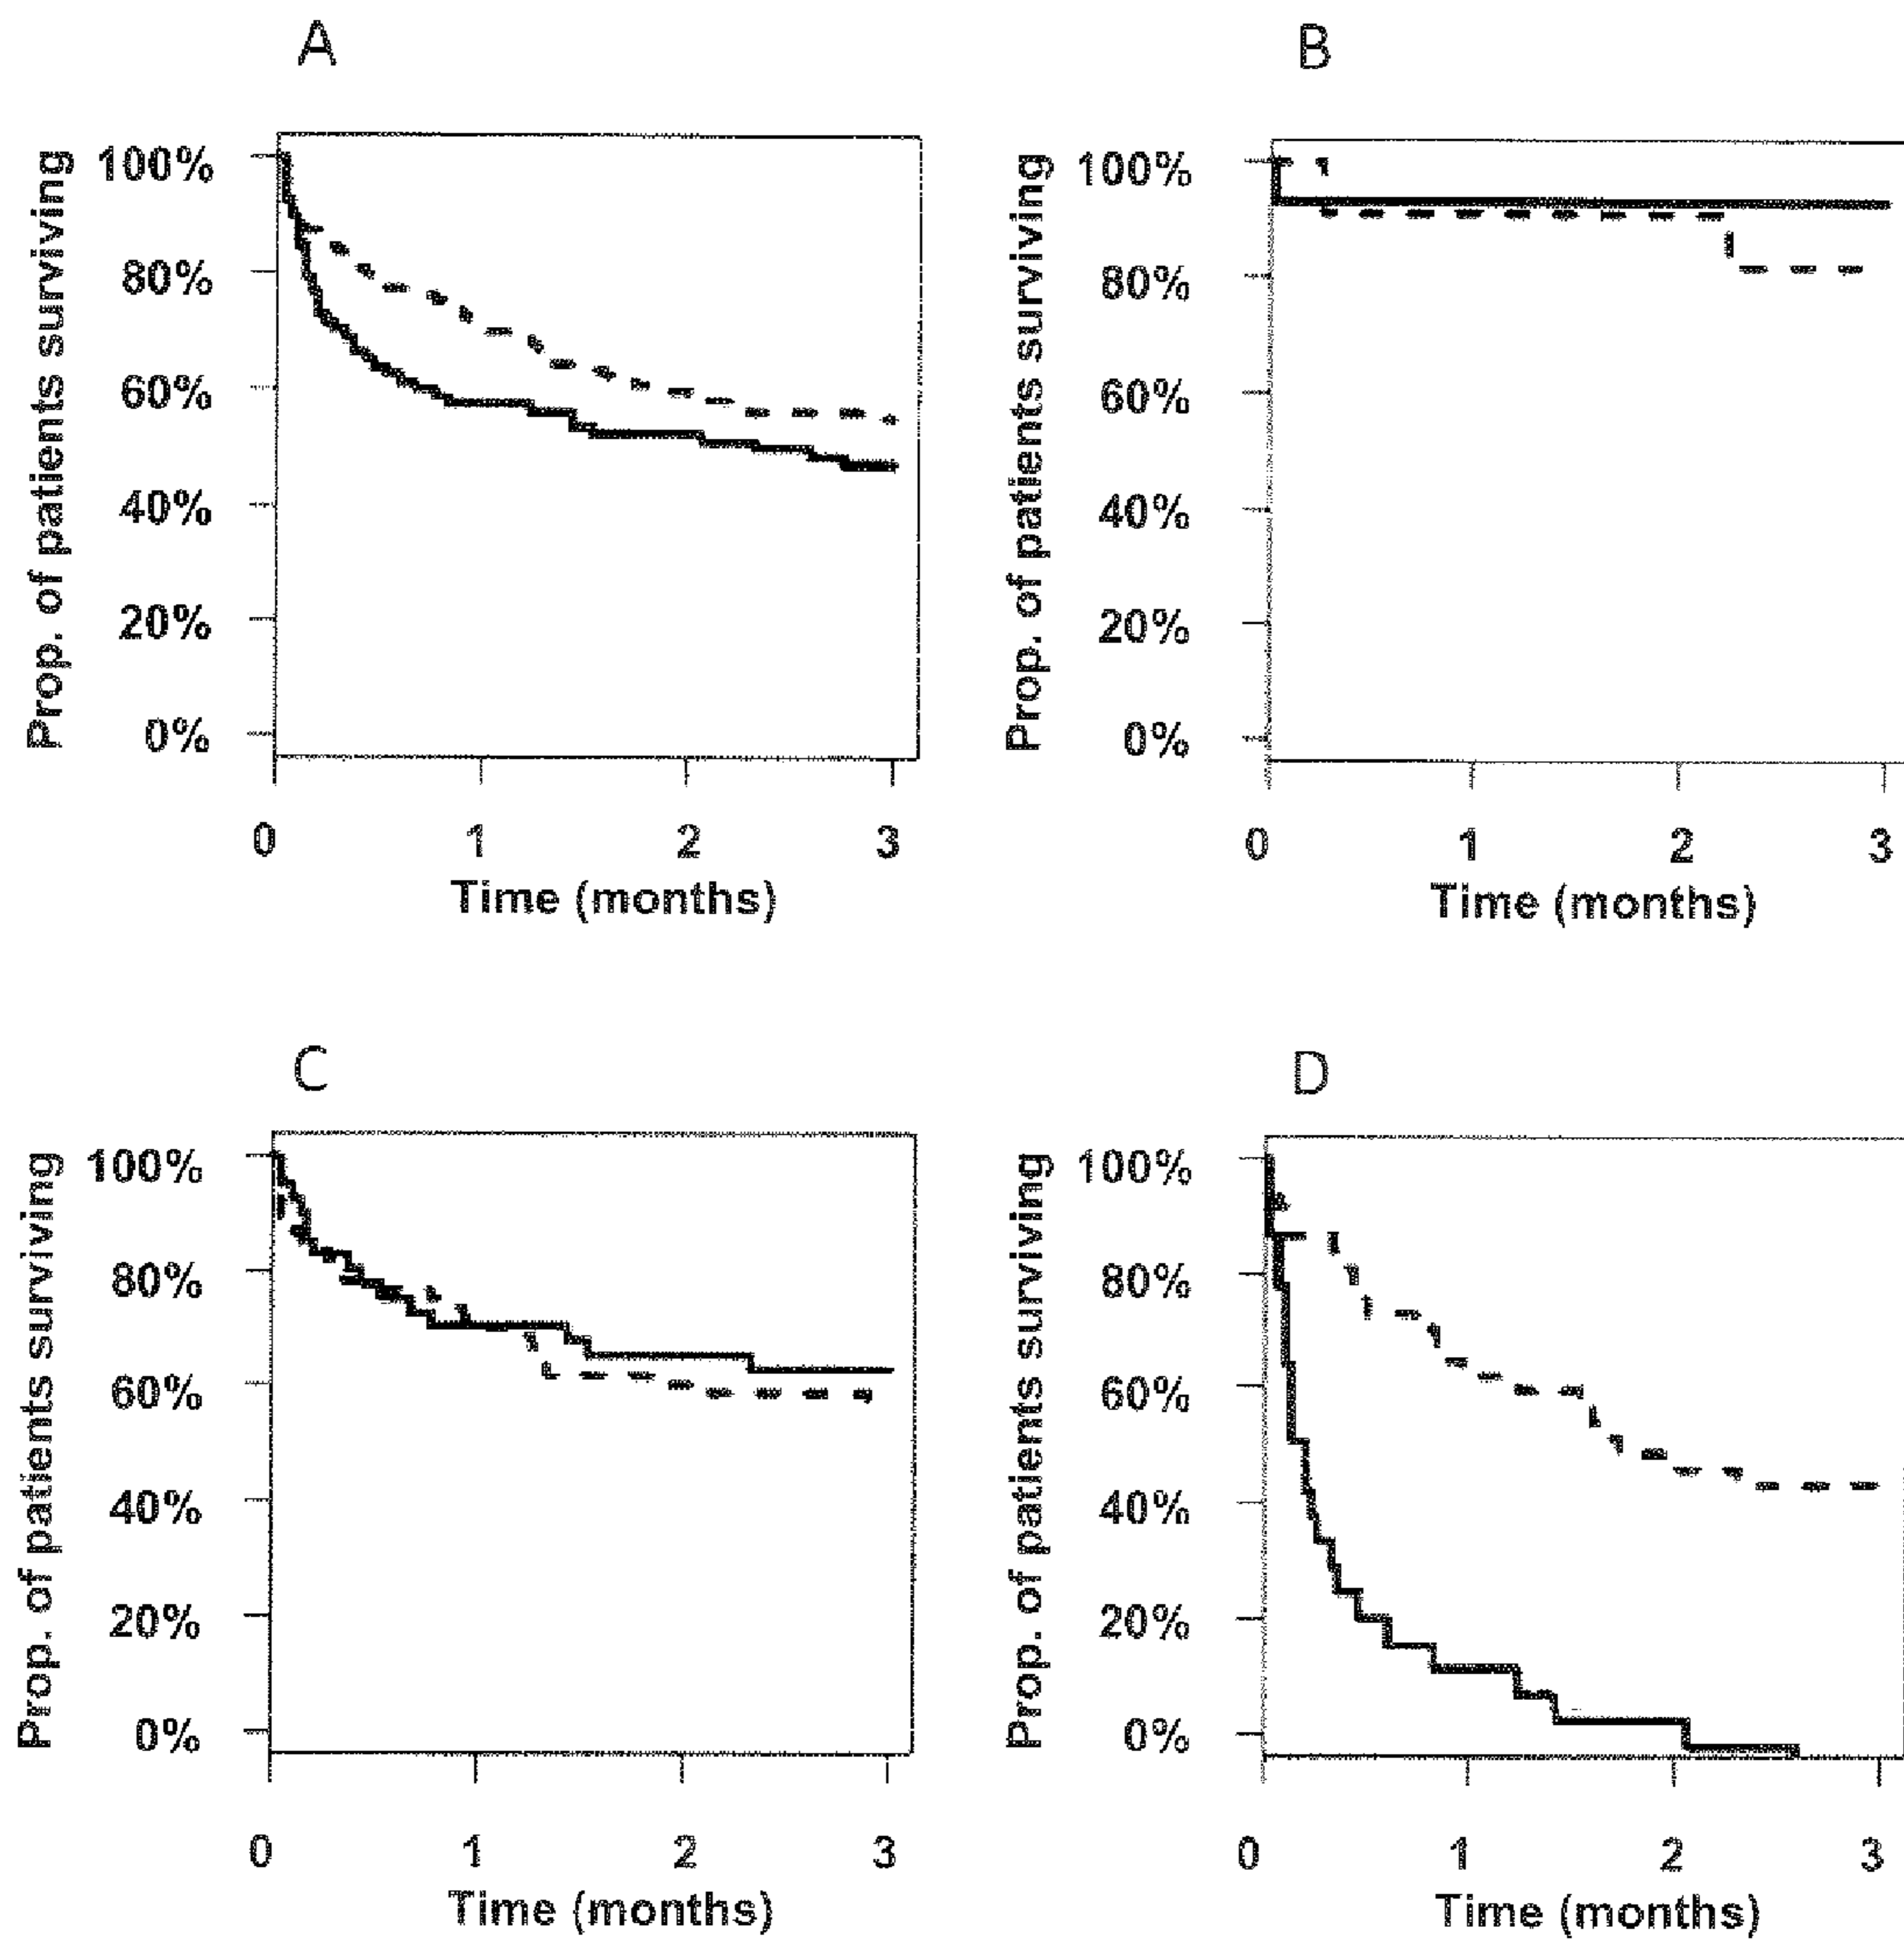 A
Prop. of patients surviving
100%
80%
60%
40%
20%
0%
0 1 2 3
Time (months)
B
Prop. of patients surviving
100%
80%
60%
40%
20%
0%
0 1 2 3
Time (months)
C
Prop. of patients surviving
100%
80%
60%
40%
20%
0%
0 1 2 3
Time (months)
D
Prop. of patients surviving
100%
80%
60%
40%
20%
0%
0 1 2 3
Time (months)